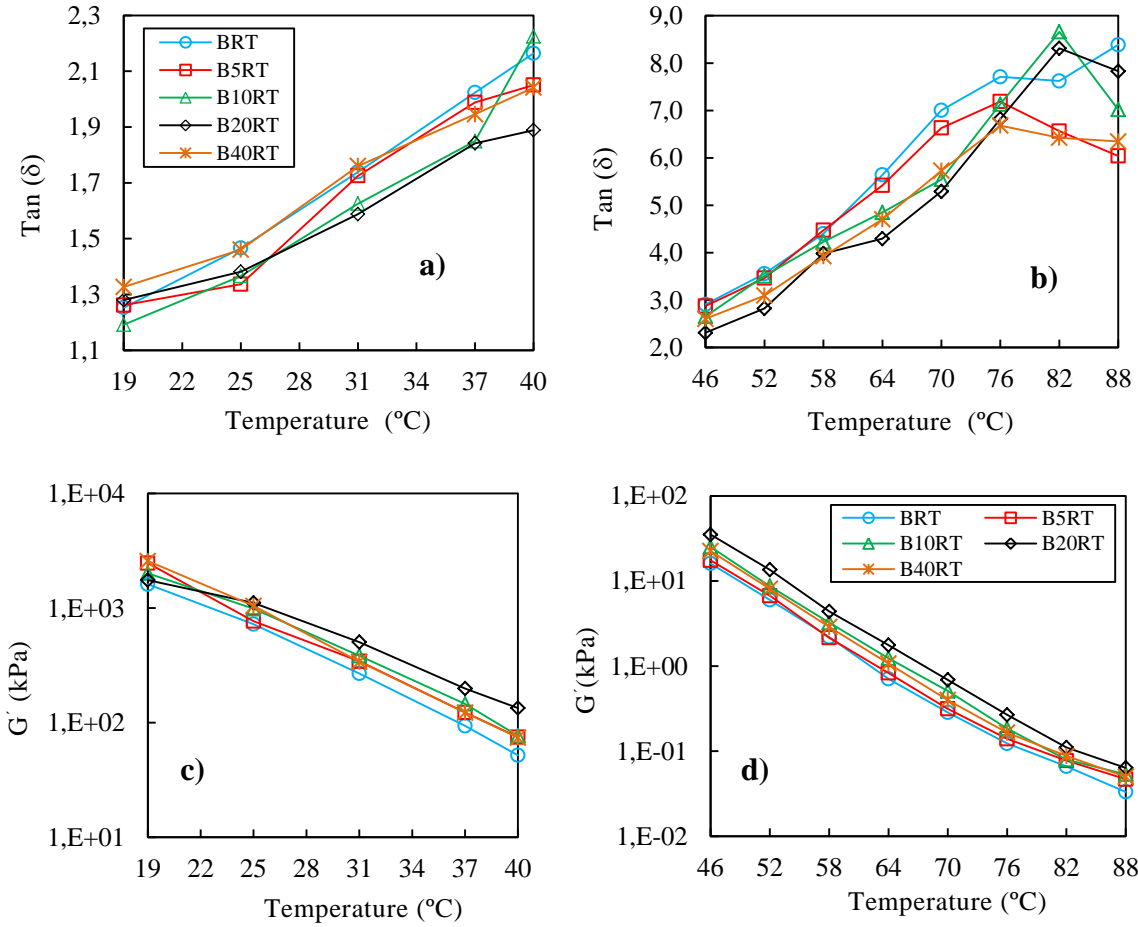 2,3
2,1
1,9
1,7
1,5
1,3
1,1
Tan (δ)
BRT
B5RT
B10RT
B20RT
B40RT
a)
19 22 25 28 31 34 37 40
Temperature (ºC)
9,0
8,0
7,0
6,0
5,0
4,0
3,0
2,0
Tan (δ)
b)
46 52 58 64 70 76 82 88
Temperature (ºC)
1,E+04
1,E+03
1,E+02
1,E+01
G´ (kPa)
c)
19 22 25 28 31 34 37 40
Temperature (ºC)
1,E+02
1,E+01
1,E+00
1,E-01
1,E-02
G´(kPa)
BRT B5RT
B10RT B20RT
B40RT
d)
46 52 58 64 70 76 82 88
Temperature (ºC)